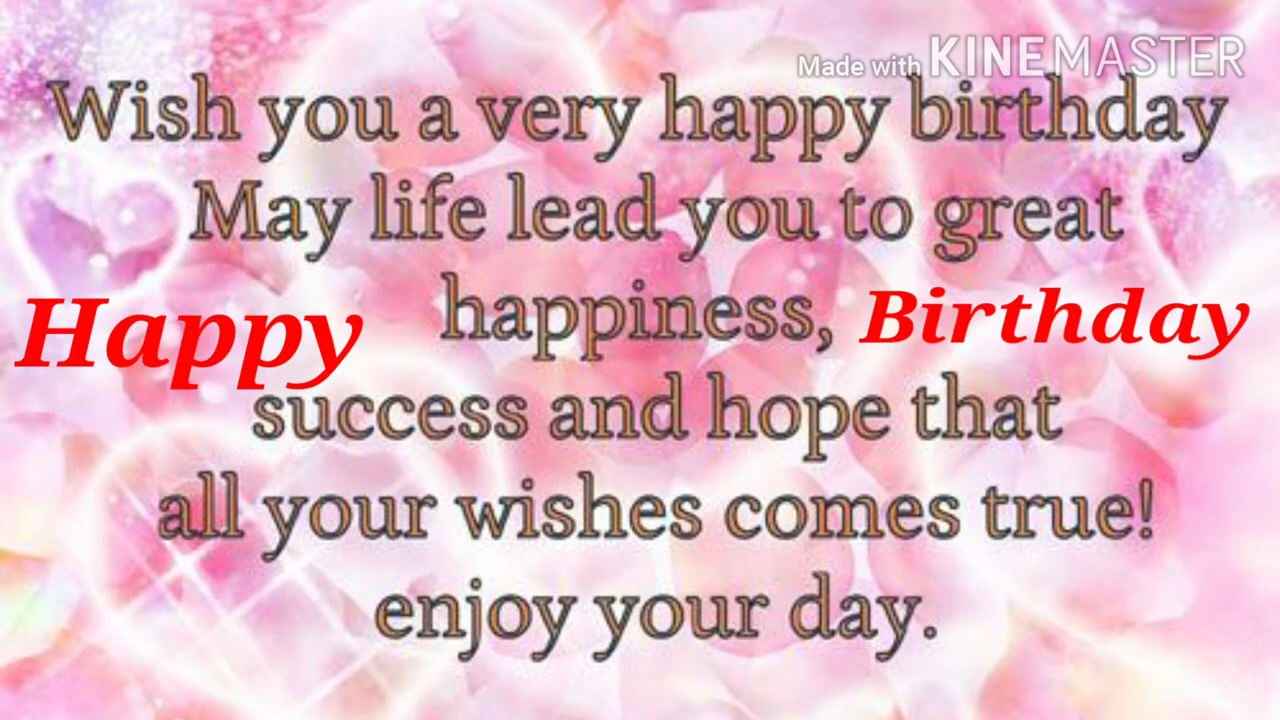 Made with KINEMASTER
Wish you a very happy birthday
May life lead you to great
happiness,
Happy Birthday
success and hope that
all your wishes comes true!
enjoy your day.